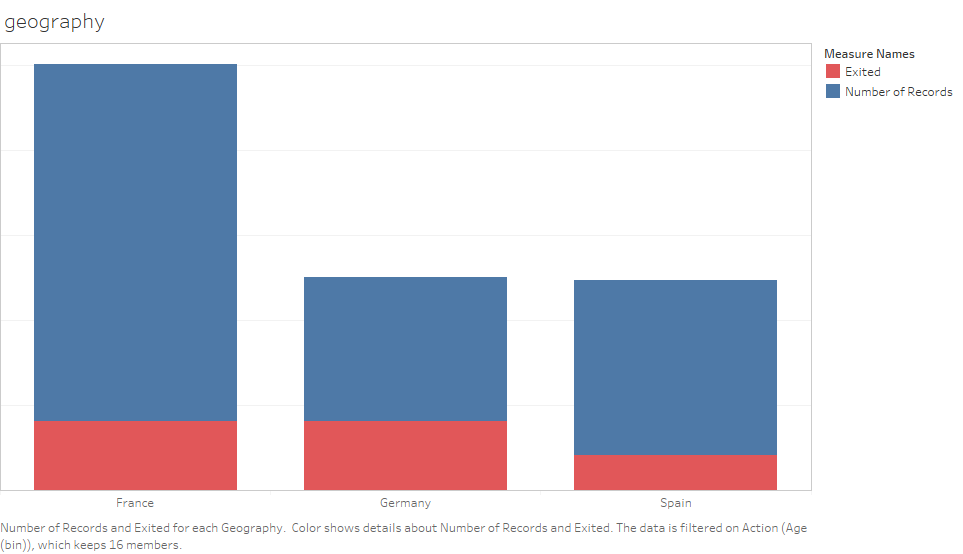 geography
Measure Names
Exited
Number of Records
France
Germany
Spain
Number of Records and Exited for each Geography.  Color shows details about Number of Records and Exited. The data is filtered on Action (Age
(bin)), which keeps 16 members.